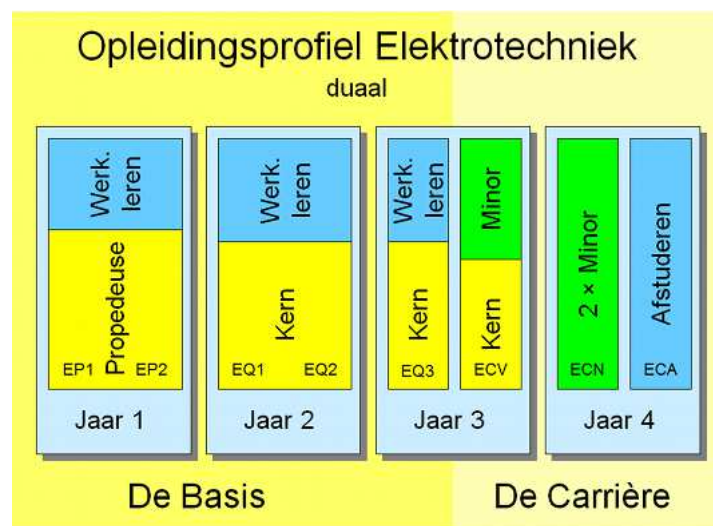 Opleidingsprofiel Elektrotechniek
duaal
Werk.
leren
Propedeuse
EP1
EP2
Jaar 1
Werk.
leren
Kern
EQ1
EQ2
Jaar 2
Werk.
leren
Kern
EQ3
Minor
Kern
ECV
Jaar 3
2 × Minor
ECN
Afstuderen
ECA
Jaar 4
De Basis
De Carrière